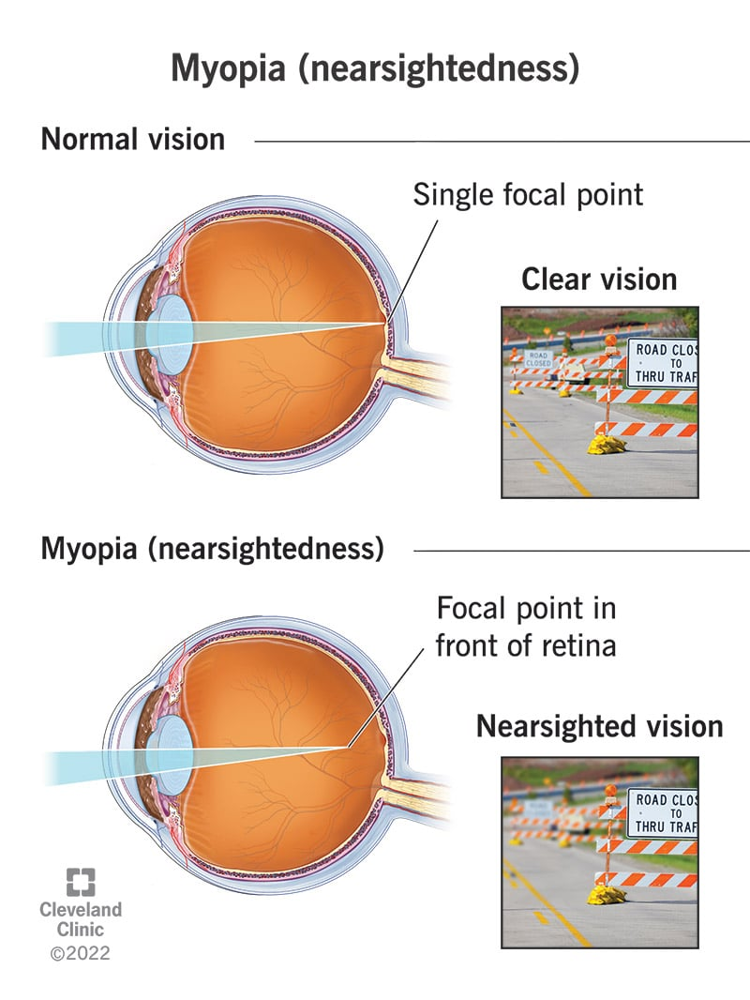 Myopia (nearsightedness)
Normal vision
Single focal point
Clear vision
ROAD
CLOSED
ROAD CLOS
TO
THRU TRAF
Myopia (nearsightedness)
Focal point in
front of retina
Nearsighted vision
ROAD CLOS
TO
THRU TRAF
Cleveland
Clinic
©2022